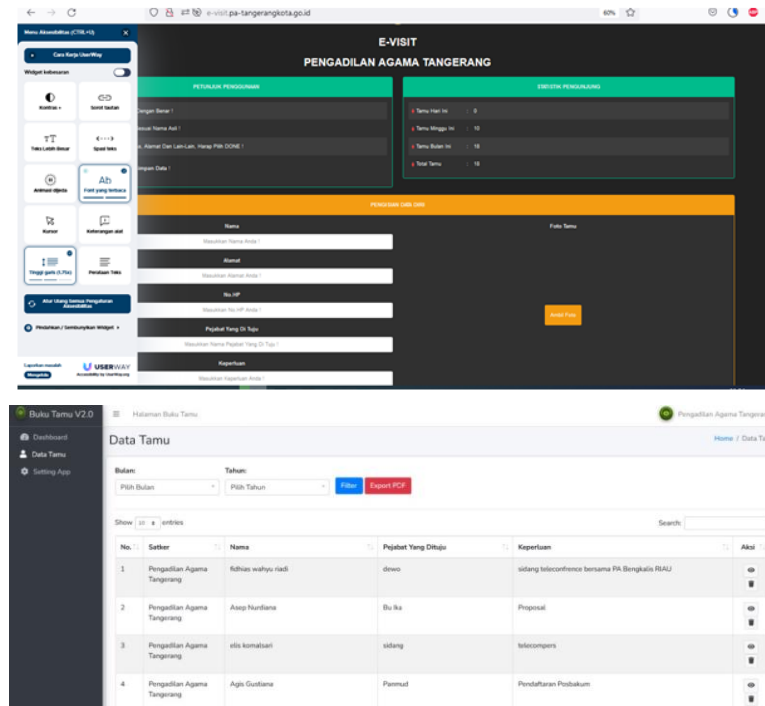 e-visit.pa-tangerangkota.go.id
60%
Menu Aksesibilitas (CTRL+U)
X
Cara Kerja UserWay
Widget kebesaran
Kontras +
Sorot tautan
Teks Lebih Besar
Spasi teks
Animasi dijeda
Font yang terbaca
Kursor
Keterangan alat
Tinggi garis (1.75x)
Perataan Teks
Atur Ulang Semua Pengaturan
Aksesibilitas
Pindahkan / Sembunyikan Widget
Laporkan masalah
USERWAY
E-VISIT
PENGADILAN AGAMA TANGERANG
PETUNJUK PENGGUNAAN
Dengan Benar !
esuai Nama Asli !
a, Alamat Dan Lain-Lain, Harap Pilih DONE !
impan Data !
STATISTIK PENGUNJUNG
Tamu Hari Ini : 0
Tamu Minggu Ini : 10
Tamu Bulan Ini : 18
Total Tamu : 18
PENGISIAN DATA DIRI
Nama
Masukkan Nama Anda !
Alamat
Masukkan Alamat Anda !
No.HP
Masukkan No.HP Anda !
Pejabat Yang Di Tuju
Masukkan Nama Pejabat Yang Di Tuju !
Keperluan
Masukkan Keperluan Anda !
Foto Tamu
Ambil Foto
Buku Tamu V2.0
Halaman Buku Tamu
Pengadilan Agama Tangeran
Dashboard
Data Tamu
Setting App
Data Tamu
Home / Data Ta
Bulan: Tahun:
Pilih Bulan Pilih Tahun Filter Export PDF
Show 10 entries Search:
No. Satker Nama Pejabat Yang Dituju Keperluan Aksi
1 Pengadilan Agama fidhias wahyu riadi dewo sidang teleconfrence bersama PA Bengkalis RIAU
Tangerang
2 Pengadilan Agama Asep Nurdiana Bu Ika Proposal
Tangerang
3 Pengadilan Agama elis komalsari sidang telecompers
Tangerang
4 Pengadilan Agama Agis Gustiana Panmud Pendaftaran Posbakum
Tangerang